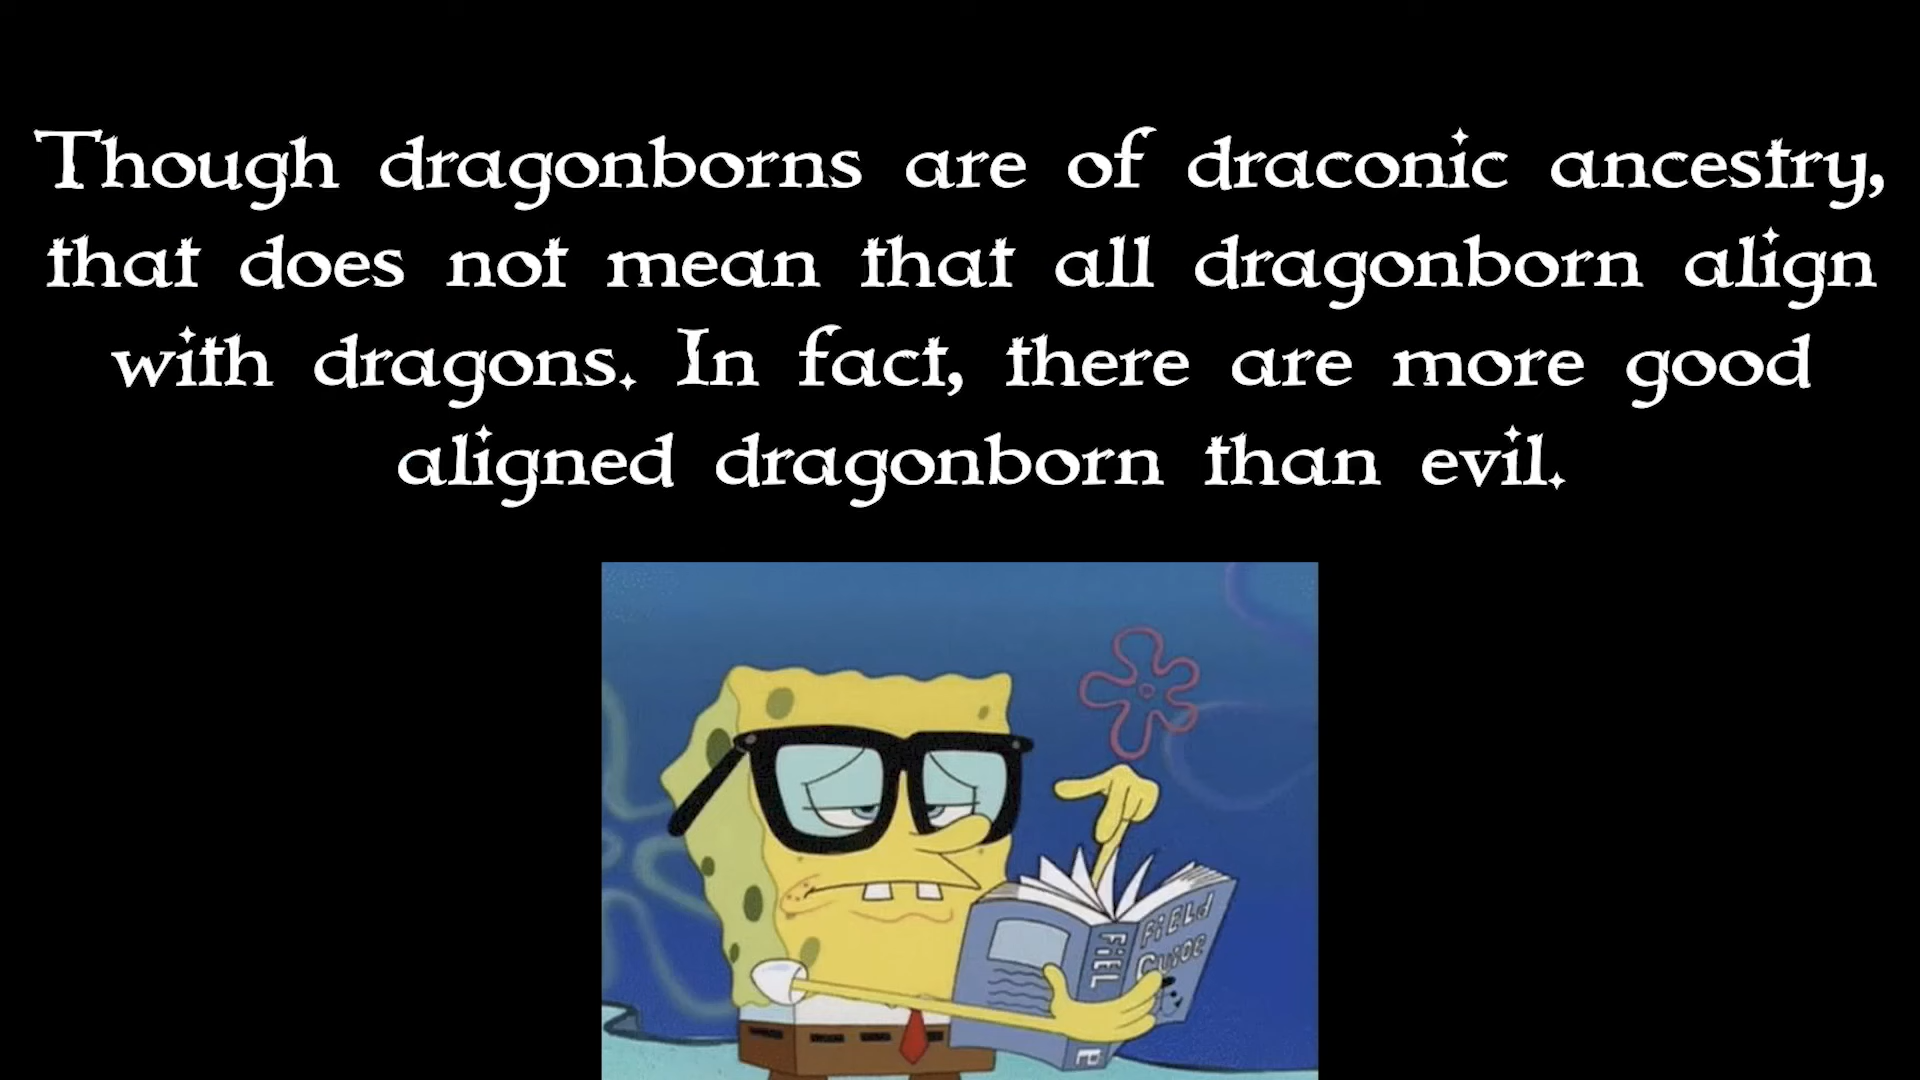 Though dragonborns are of draconic ancestry,
that does not mean that all dragonborn align
with dragons. In fact, there are more good
aligned dragonborn than evil.
FIEL
FiELd
GuiDE